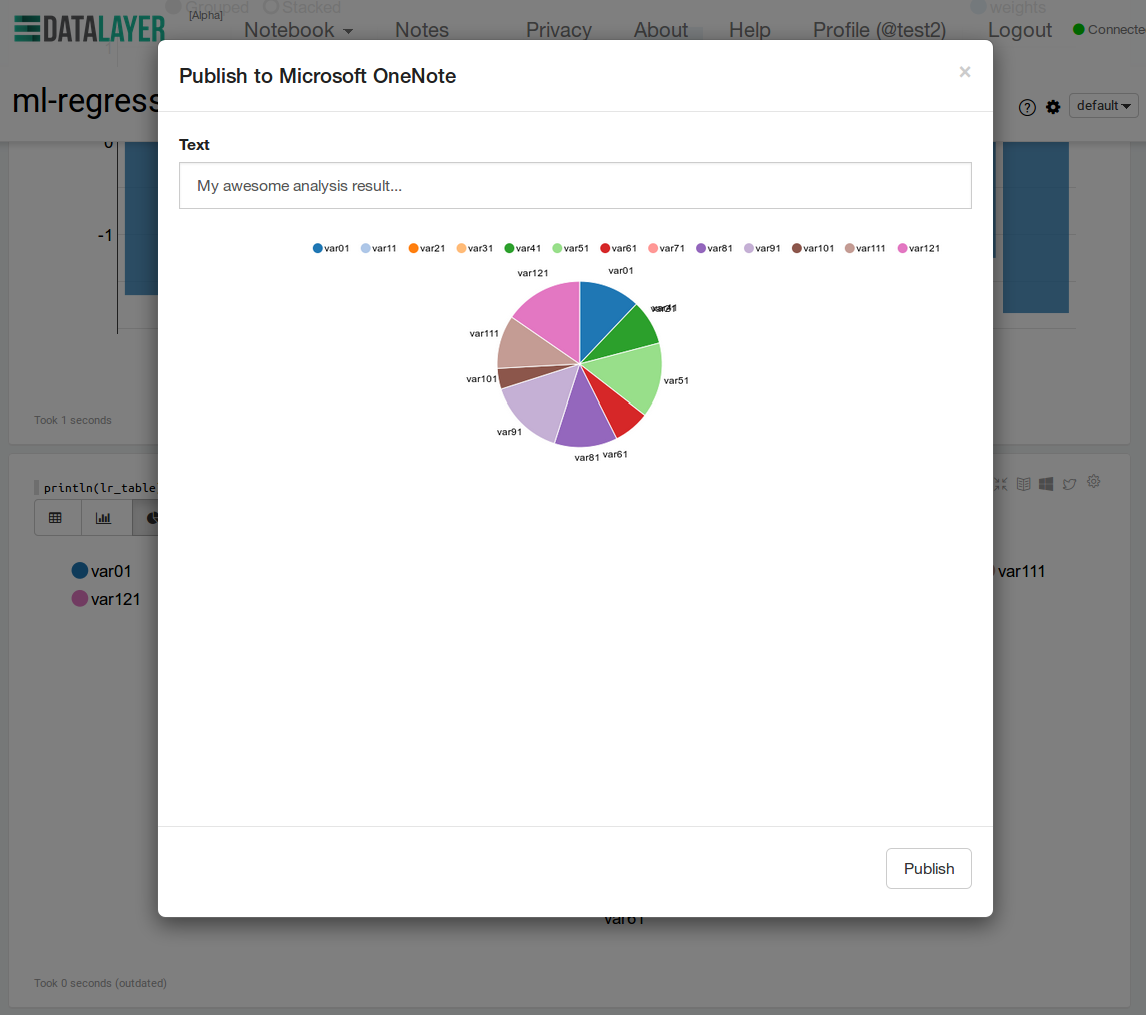 Grouped Stacked weights
DATALAYER [Alpha] Notebook Notes Privacy About Help Profile (@test2) Logout Connecte
Publish to Microsoft OneNote ×
ml-regress
? default
Text
0
My awesome analysis result...
-1
var01 var11 var21 var31 var41 var51 var61 var71 var81 var91 var101 var111 var121
var121 var01
var111
var51
var101
Took 1 seconds
var91
var81 var61
println(lr_table
var01 var111
var121
Publish
var61
Took 0 seconds (outdated)